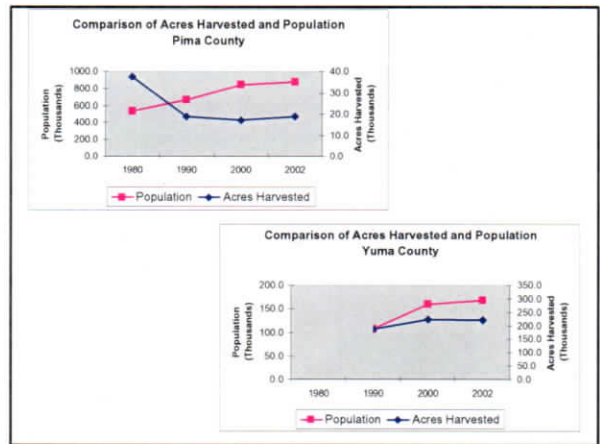 Comparison of Acres Harvested and Population
Pima County
Population
(Thousands)
1000.0
800.0
600.0
400.0
200.0
0.0
40.0
30.0
20.0
10.0
0.0
Acres Harvested
(Thousands)
1980 1990 2000 2002
Population Acres Harvested
Comparison of Acres Harvested and Population
Yuma County
Population
(Thousands)
200.0
150.0
100.0
50.0
0.0
350.0
300.0
250.0
200.0
150.0
100.0
50.0
0.0
Acres Harvested
(Thousands)
1980 1990 2000 2002
Population Acres Harvested